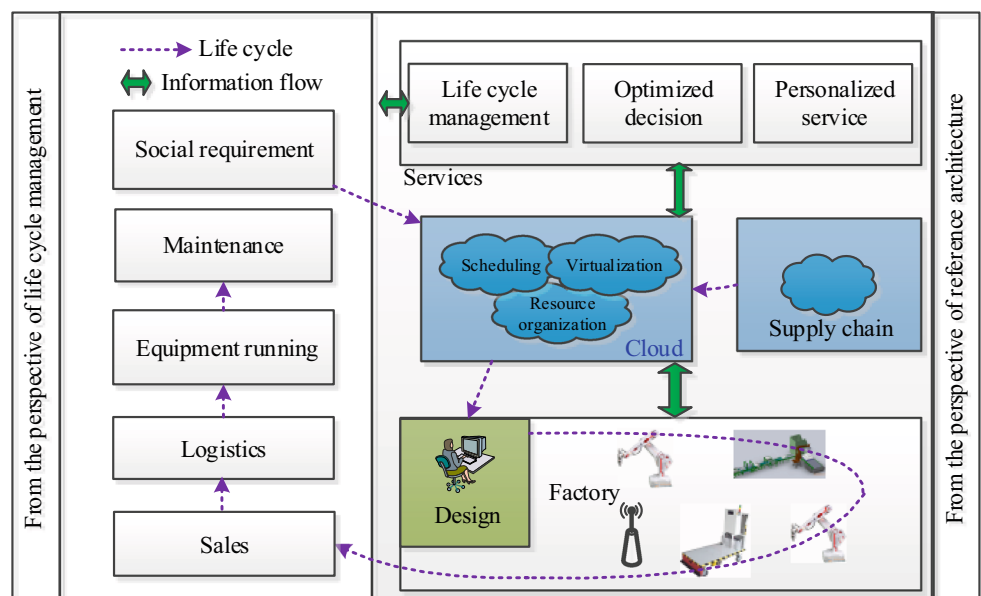 From the perspective of life cycle management
Life cycle
Information flow
Social requirement
Maintenance
Equipment running
Logistics
Sales
Life cycle
management
Optimized
decision
Personalized
service
Services
Scheduling
Virtualization
Resource
organization
Cloud
Supply chain
Design
Factory
From the perspective of reference architecture